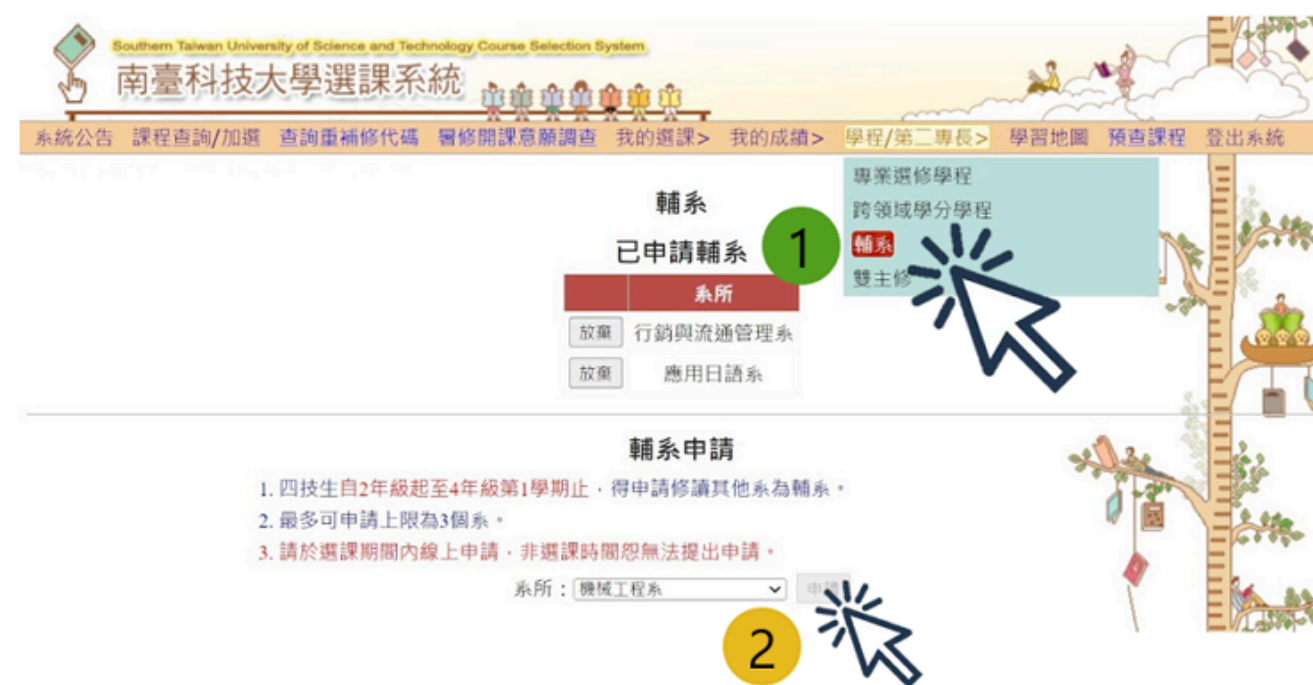 Southern Taiwan University of Science and Technology Course Selection System
南臺科技大學選課系統
系統公告 課程查詢/加選 查詢重補修代碼 暑修開課意願調查 我的選課> 我的成績> 學程/第二專長> 學習地圖 預查課程 登出系統
專業選修學程
跨領域學分學程
輔系
雙主修
輔系
已申請輔系
1
系所
放棄 行銷與流通管理系
放棄 應用日語系
輔系申請
1. 四技生自2年級起至4年級第1學期止,得申請修讀其他系為輔系。
2. 最多可申請上限為3個系。
3. 請於選課期間內線上申請,非選課時間恕無法提出申請。
系所:機械工程系 申請
2